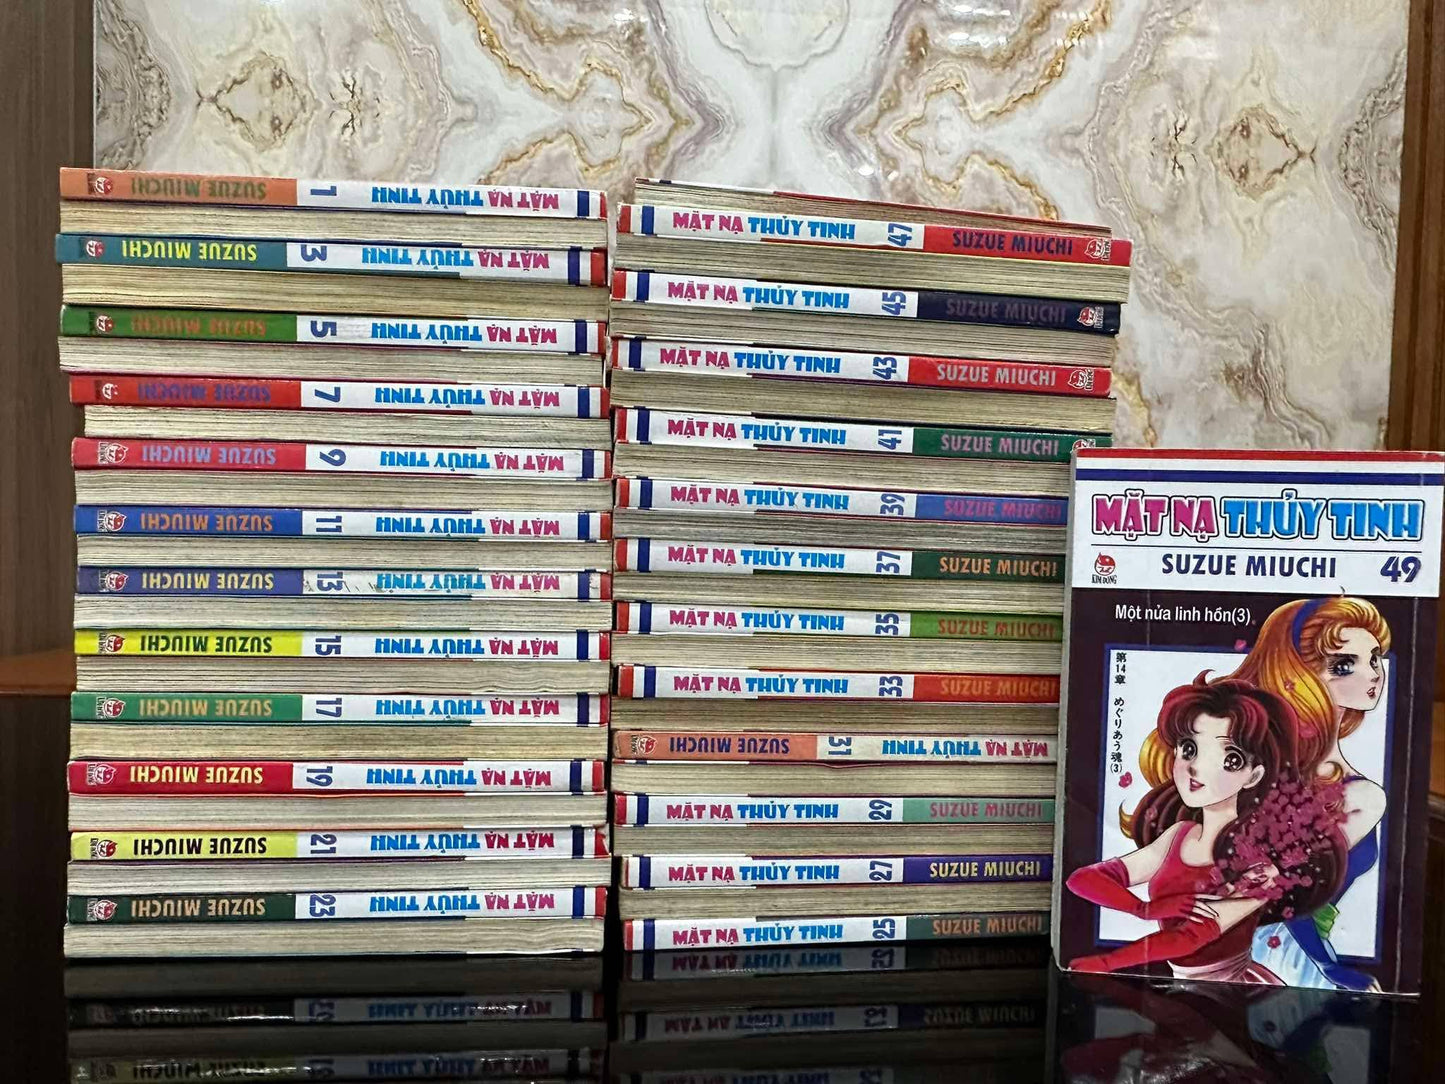 SUZUE MIUCHI 1 MẶT NẠ THỦY TINH
SUZUE MIUCHI 3 MẶT NẠ THỦY TINH
SUZUE MIUCHI 5 MẶT NẠ THỦY TINH
SUZUE MIUCHI 7 MẶT NẠ THỦY TINH
SUZUE MIUCHI 9 MẶT NẠ THỦY TINH
SUZUE MIUCHI 11 MẶT NẠ THỦY TINH
SUZUE MIUCHI 13 MẶT NẠ THỦY TINH
SUZUE MIUCHI 15 MẶT NẠ THỦY TINH
SUZUE MIUCHI 17 MẶT NẠ THỦY TINH
SUZUE MIUCHI 19 MẶT NẠ THỦY TINH
SUZUE MIUCHI 21 MẶT NẠ THỦY TINH
SUZUE MIUCHI 23 MẶT NẠ THỦY TINH
MẶT NẠ THỦY TINH 47 SUZUE MIUCHI
MẶT NẠ THỦY TINH 45 SUZUE MIUCHI
MẶT NẠ THỦY TINH 43 SUZUE MIUCHI
MẶT NẠ THỦY TINH 41 SUZUE MIUCHI
MẶT NẠ THỦY TINH 39 SUZUE MIUCHI
MẶT NẠ THỦY TINH 37 SUZUE MIUCHI
MẶT NẠ THỦY TINH 35 SUZUE MIUCHI
MẶT NẠ THỦY TINH 33 SUZUE MIUCHI
SUZUE MIUCHI 31 MẶT NẠ THỦY TINH
MẶT NẠ THỦY TINH 29 SUZUE MIUCHI
MẶT NẠ THỦY TINH 27 SUZUE MIUCHI
MẶT NẠ THỦY TINH 25 SUZUE MIUCHI
MẶT NẠ THỦY TINH
SUZUE MIUCHI 49
KIM ĐỒNG
Một nửa linh hồn(3)
第14章 めぐりあう魂(3)